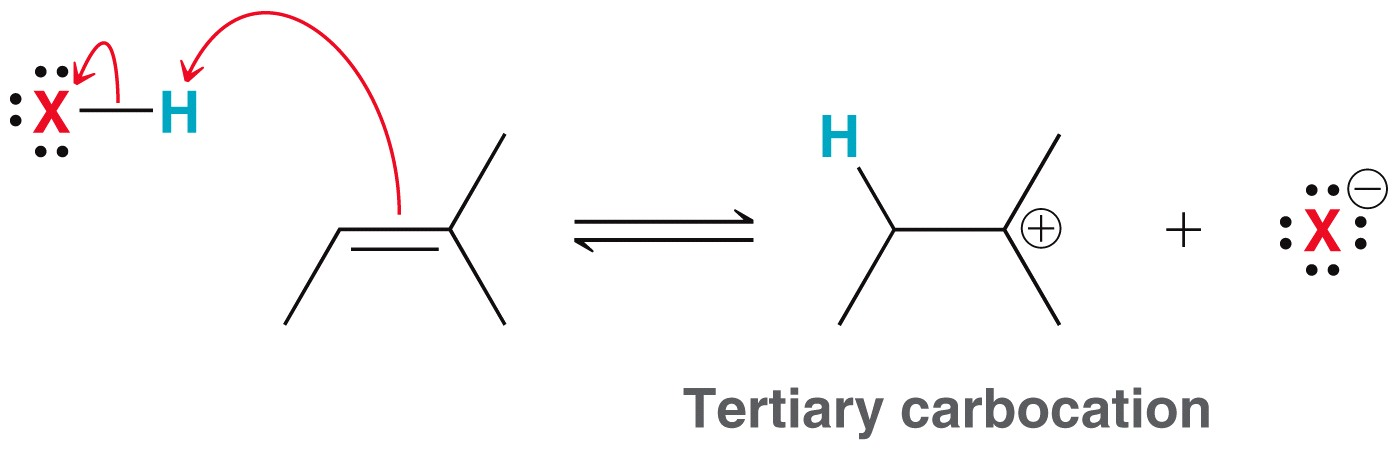 X H
H
⊕ + X ⊖
Tertiary carbocation